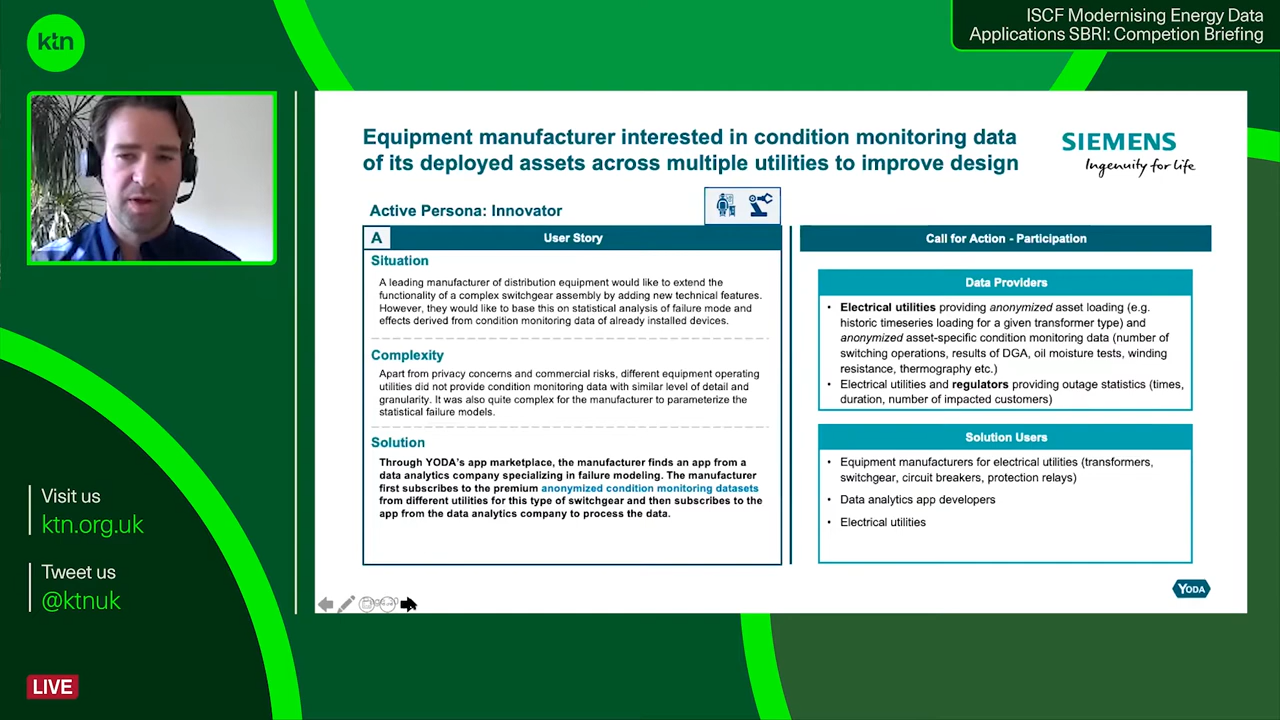 ktn
ISCF Modernising Energy Data
Applications SBRI: Competion Briefing
Equipment manufacturer interested in condition monitoring data
of its deployed assets across multiple utilities to improve design
SIEMENS
Ingenuity for life
Active Persona: Innovator
A
User Story
Situation
A leading manufacturer of distribution equipment would like to extend the
functionality of a complex switchgear assembly by adding new technical features.
However, they would like to base this on statistical analysis of failure mode and
effects derived from condition monitoring data of already installed devices.
Complexity
Apart from privacy concerns and commercial risks, different equipment operating
utilities did not provide condition monitoring data with similar level of detail and
granularity. It was also quite complex for the manufacturer to parameterize the
statistical failure models.
Solution
Through YODA's app marketplace, the manufacturer finds an app from a
data analytics company specializing in failure modeling. The manufacturer
first subscribes to the premium anonymized condition monitoring datasets
from different utilities for this type of switchgear and then subscribes to the
app from the data analytics company to process the data.
Call for Action - Participation
Data Providers
• Electrical utilities providing anonymized asset loading (e.g.
historic timeseries loading for a given transformer type) and
anonymized asset-specific condition monitoring data (number of
switching operations, results of DGA, oil moisture tests, winding
resistance, thermography etc.)
• Electrical utilities and regulators providing outage statistics (times,
duration, number of impacted customers)
Solution Users
• Equipment manufacturers for electrical utilities (transformers,
switchgear, circuit breakers, protection relays)
• Data analytics app developers
• Electrical utilities
YODA
Visit us
ktn.org.uk
Tweet us
@ktnuk
LIVE